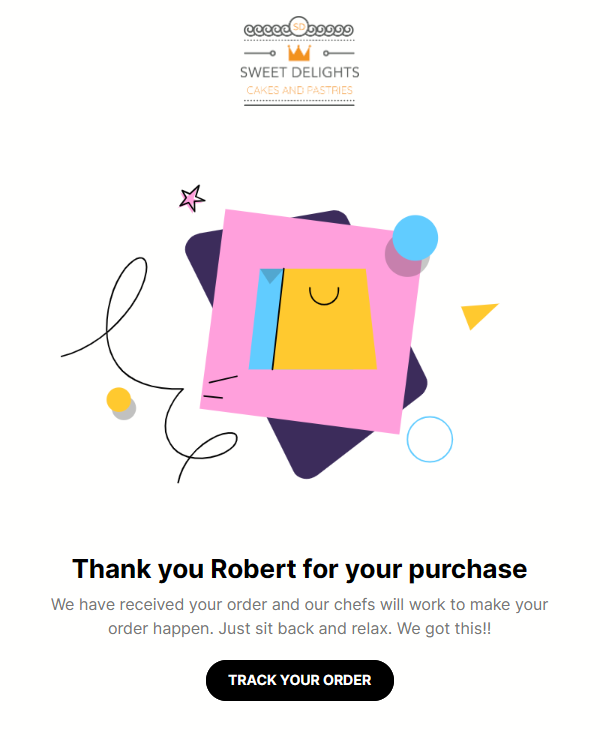 SD
SWEET DELIGHTS
CAKES AND PASTRIES
Thank you Robert for your purchase
We have received your order and our chefs will work to make your
order happen. Just sit back and relax. We got this!!
TRACK YOUR ORDER